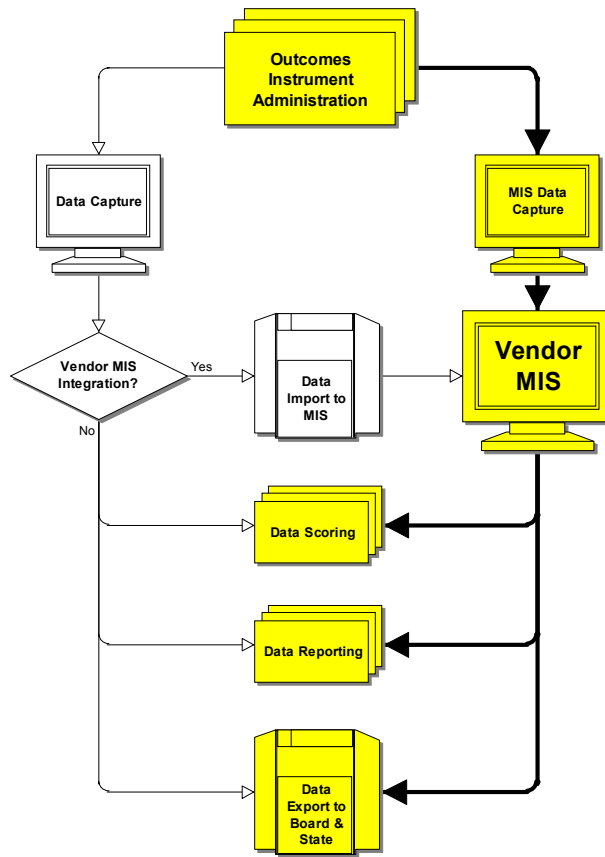 Outcomes
Instrument
Administration
Data Capture
MIS Data
Capture
Vendor MIS
Integration?
Yes
No
Data
Import to
MIS
Vendor
MIS
Data Scoring
Data Reporting
Data
Export to
Board &
State